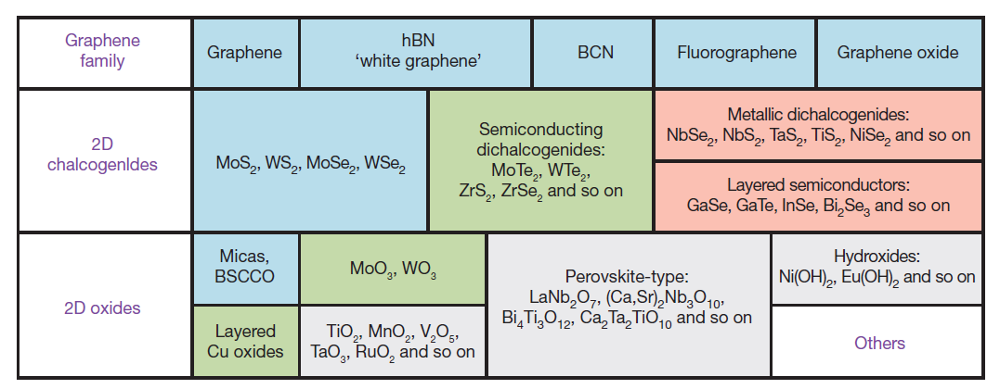 Graphene
family
Graphene
hBN
‘white graphene’
BCN
Fluorographene
Graphene oxide
2D
chalcogenIdes
MoS₂, WS₂, MoSe₂, WSe₂
Semiconducting
dichalcogenides:
MoTe₂, WTe₂,
ZrS₂, ZrSe₂ and so on
Metallic dichalcogenides:
NbSe₂, NbS₂, TaS₂, TiS₂, NiSe₂ and so on
Layered semiconductors:
GaSe, GaTe, InSe, Bi₂Se₃ and so on
2D oxides
Micas,
BSCCO
MoO₃, WO₃
Layered
Cu oxides
TiO₂, MnO₂, V₂O₅,
TaO₃, RuO₂ and so on
Perovskite-type:
LaNb₂O₇, (Ca,Sr)₂Nb₃O₁₀,
Bi₄Ti₃O₁₂, Ca₂Ta₂TiO₁₀ and so on
Hydroxides:
Ni(OH)₂, Eu(OH)₂ and so on
Others